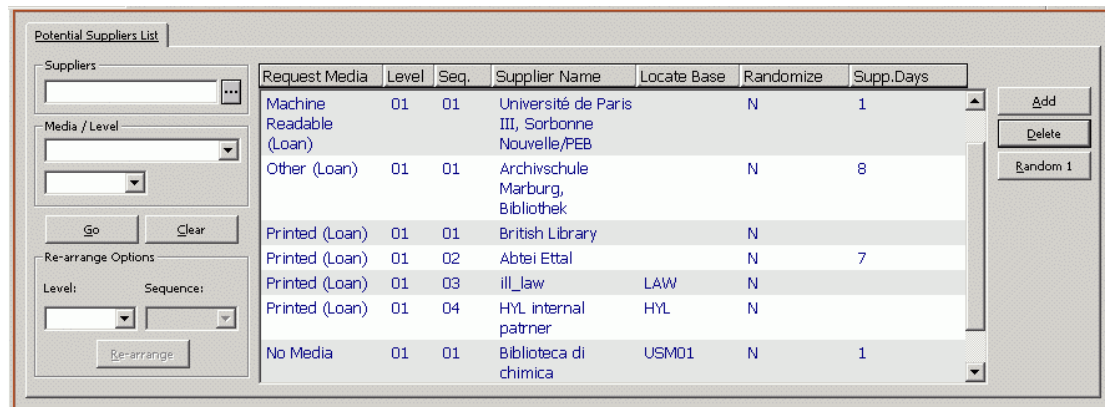 Potential Suppliers List
Suppliers
...
Media / Level
Go Clear
Re-arrange Options
Level: Sequence:
Re-arrange
Request Media Level Seq. Supplier Name Locate Base Randomize Supp.Days
Machine 01 01 Université de Paris N 1
Readable III, Sorbonne
(Loan) Nouvelle/PEB
Other (Loan) 01 01 Archivschule N 8
Marburg,
Bibliothek
Printed (Loan) 01 01 British Library N
Printed (Loan) 01 02 Abtei Ettal N 7
Printed (Loan) 01 03 ill_law LAW N
Printed (Loan) 01 04 HYL internal HYL N
patrner
No Media 01 01 Biblioteca di USM01 N 1
chimica
Add
Delete
Random 1